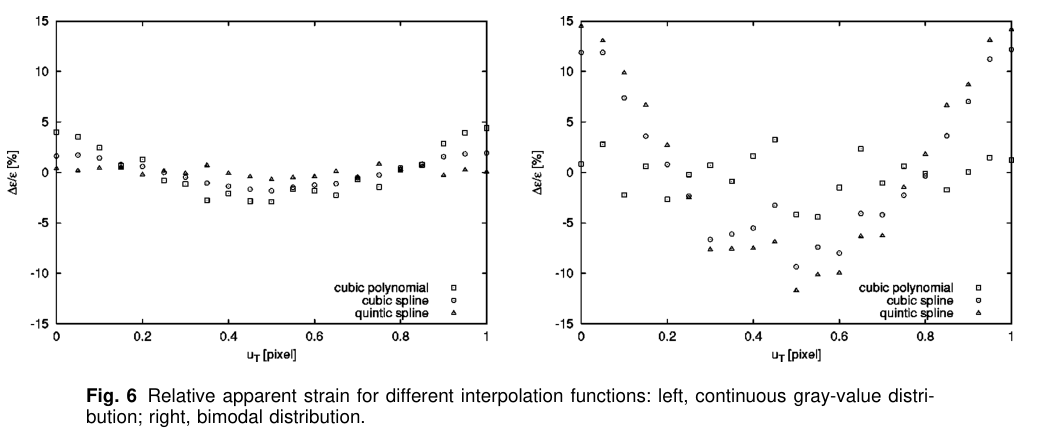 15
10
5
0
-5
-10
-15
0
0.2
0.4
0.6
0.8
1
Δε/ε [%]
u_T [pixel]
cubic polynomial
cubic spline
quintic spline
15
10
5
0
-5
-10
-15
0
0.2
0.4
0.6
0.8
1
Δε/ε [%]
u_T [pixel]
cubic polynomial
cubic spline
quintic spline
Fig. 6 Relative apparent strain for different interpolation functions: left, continuous gray-value distri-
bution; right, bimodal distribution.